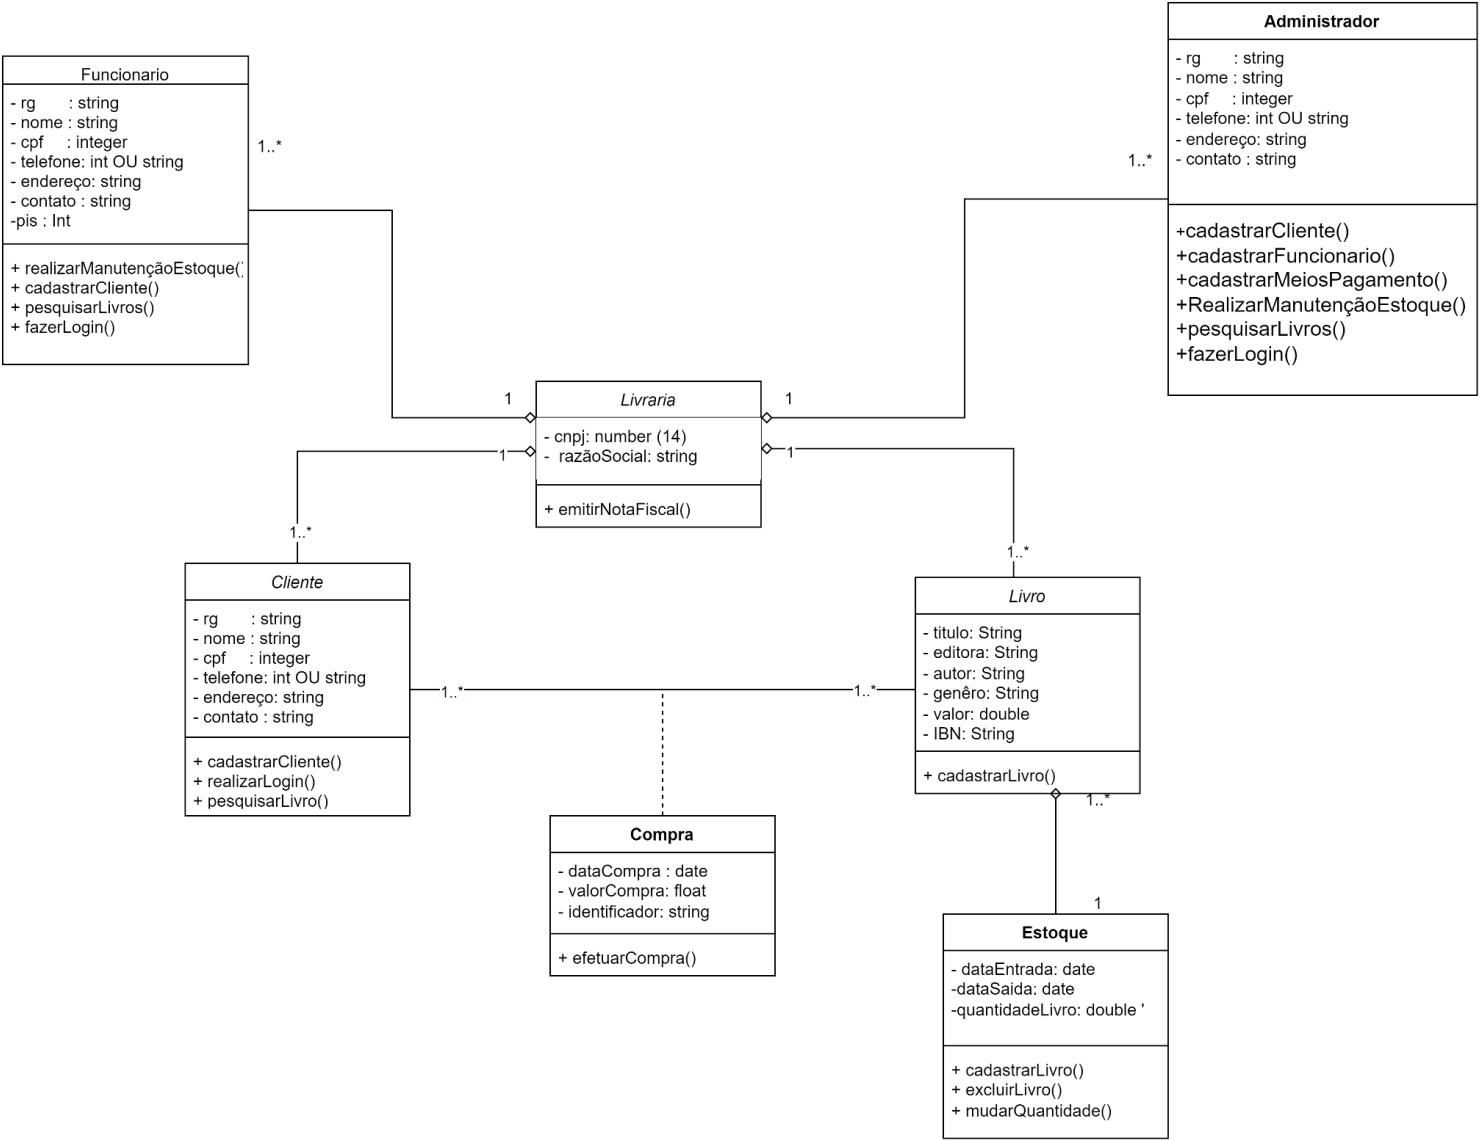 Administrador
- rg : string
- nome : string
- cpf : integer
- telefone: int OU string
- endereço: string
- contato : string
+cadastrarCliente()
+cadastrarFuncionario()
+cadastrarMeiosPagamento()
+RealizarManutençãoEstoque()
+pesquisarLivros()
+fazerLogin()
1..*
Funcionario
- rg : string
- nome : string
- cpf : integer
- telefone: int OU string
- endereço: string
- contato : string
-pis : Int
+ realizarManutençãoEstoque()
+ cadastrarCliente()
+ pesquisarLivros()
+ fazerLogin()
1..*
1
1
Livraria
- cnpj: number (14)
- razãoSocial: string
+ emitirNotaFiscal()
1
1
1..*
1..*
Cliente
- rg : string
- nome : string
- cpf : integer
- telefone: int OU string
- endereço: string
- contato : string
+ cadastrarCliente()
+ realizarLogin()
+ pesquisarLivro()
1..*
1..*
Livro
- titulo: String
- editora: String
- autor: String
- genêro: String
- valor: double
- IBN: String
+ cadastrarLivro()
1..*
Compra
- dataCompra : date
- valorCompra: float
- identificador: string
+ efetuarCompra()
1
Estoque
- dataEntrada: date
-dataSaida: date
-quantidadeLivro: double '
+ cadastrarLivro()
+ excluirLivro()
+ mudarQuantidade()